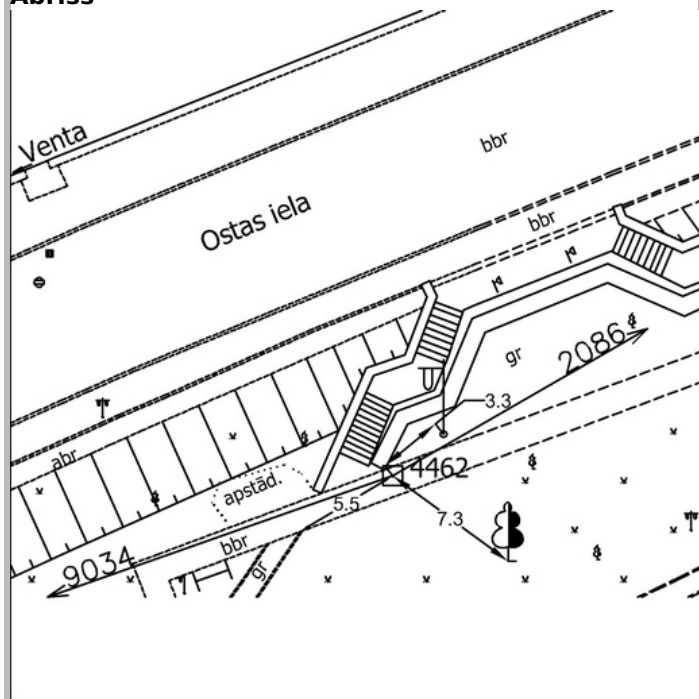 Abriss
Venta
bbr
Ostas iela
bbr
gr
2086
3.3
abr
4462
apstād.
5.5
7.3
bbr
9034
gr